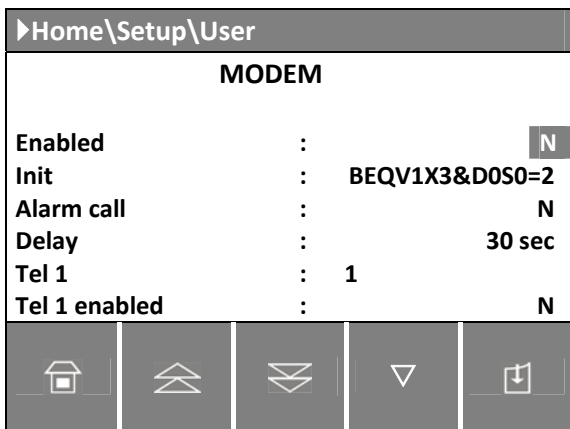 Home\Setup\User
MODEM
Enabled : N
Init : BEQV1X3&D0S0=2
Alarm call : N
Delay : 30 sec
Tel 1 : 1
Tel 1 enabled : N